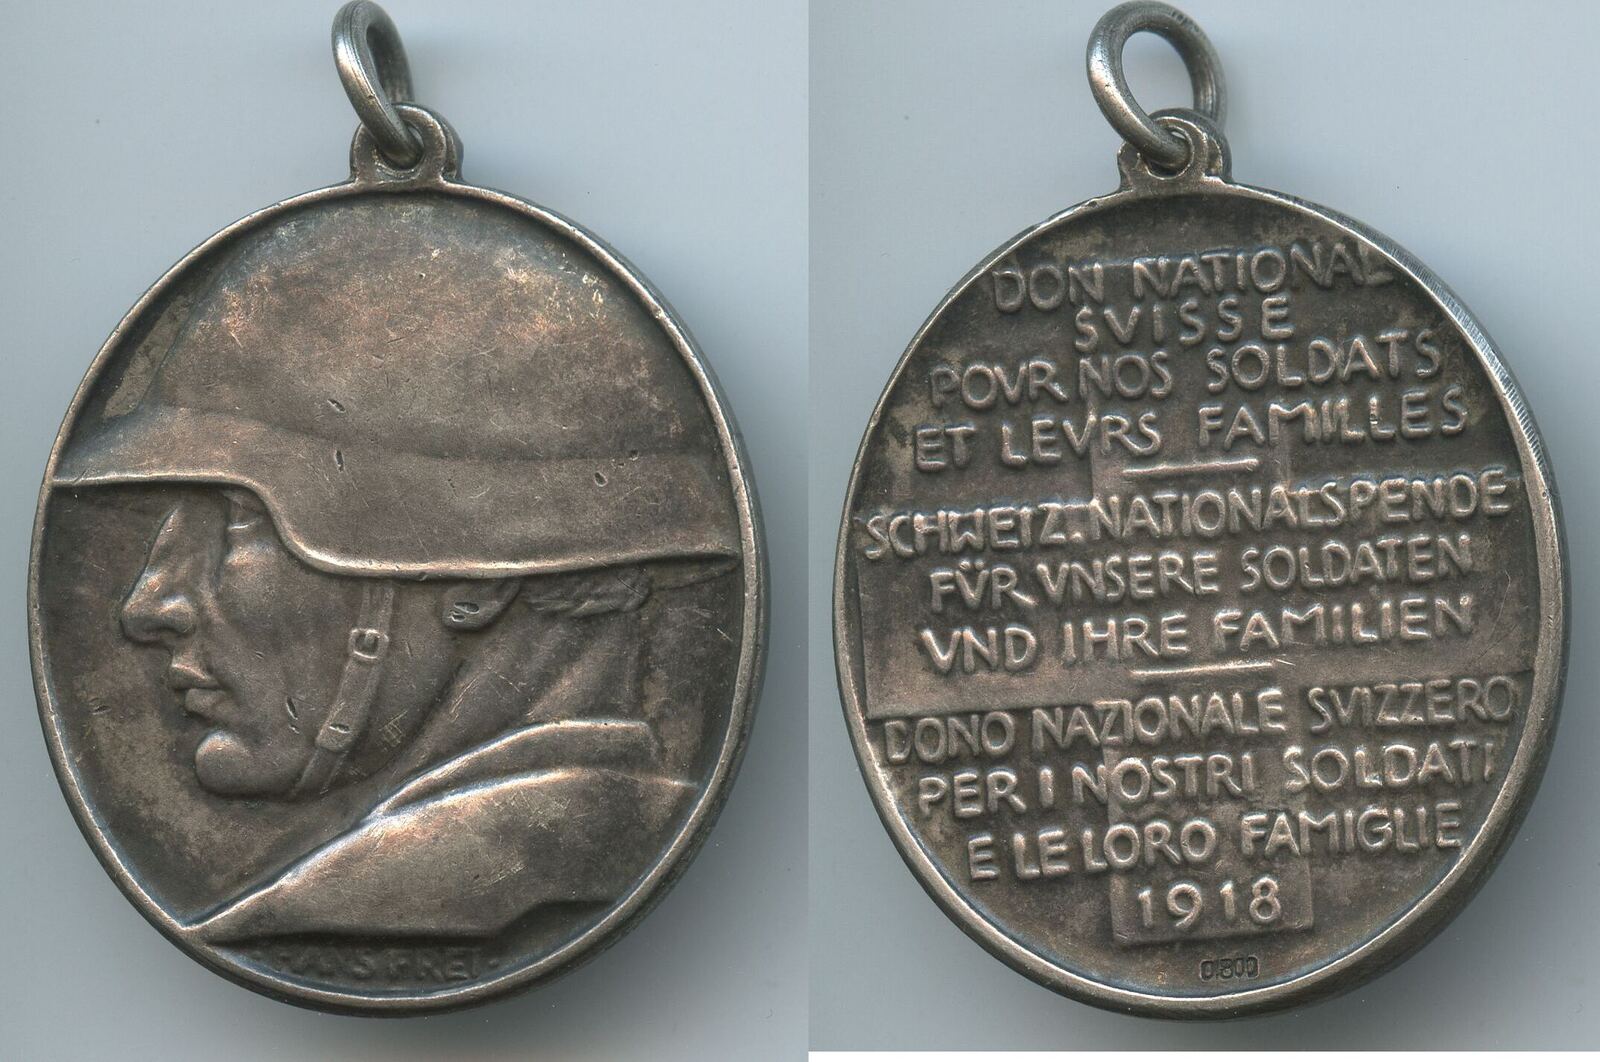 · HANS FREI ·
DON NATIONAL
SVISSE
POVR NOS SOLDATS
ET LEVRS FAMILLES
SCHWEIZ. NATIONALSPENDE
FÜR VNSERE SOLDATEN
VND IHRE FAMILIEN
DONO NAZIONALE SVIZZERO
PER I NOSTRI SOLDATI
E LE LORO FAMIGLIE
1918
0.800